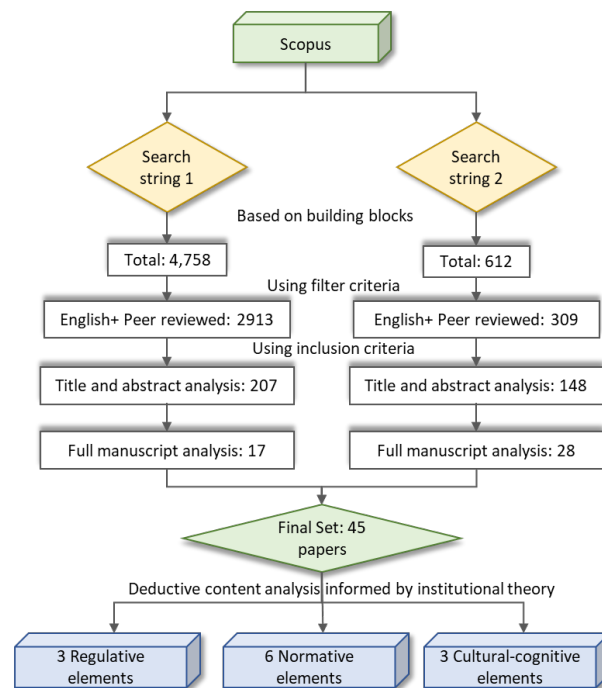 Scopus
Search
string 1
Search
string 2
Based on building blocks
Total: 4,758
Total: 612
Using filter criteria
English+ Peer reviewed: 2913
English+ Peer reviewed: 309
Using inclusion criteria
Title and abstract analysis: 207
Title and abstract analysis: 148
Full manuscript analysis: 17
Full manuscript analysis: 28
Final Set: 45
papers
Deductive content analysis informed by institutional theory
3 Regulative
elements
6 Normative
elements
3 Cultural-cognitive
elements